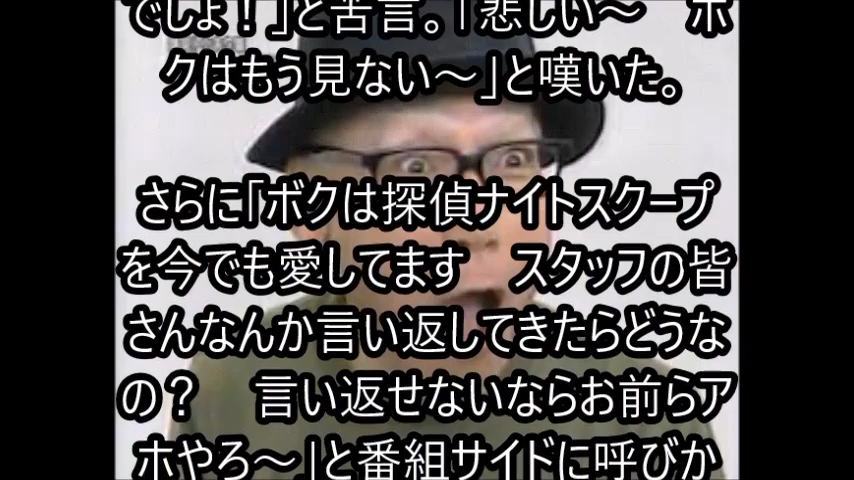 でしょ！」と苦言。「悲しい～　ボ
クはもう見ない～」と嘆いた。
さらに「ボクは探偵ナイトスクープ
を今でも愛してます　スタッフの皆
さんなんか言い返してきたらどうな
の？　言い返せないならお前らア
ホやろ～」と番組サイドに呼びか